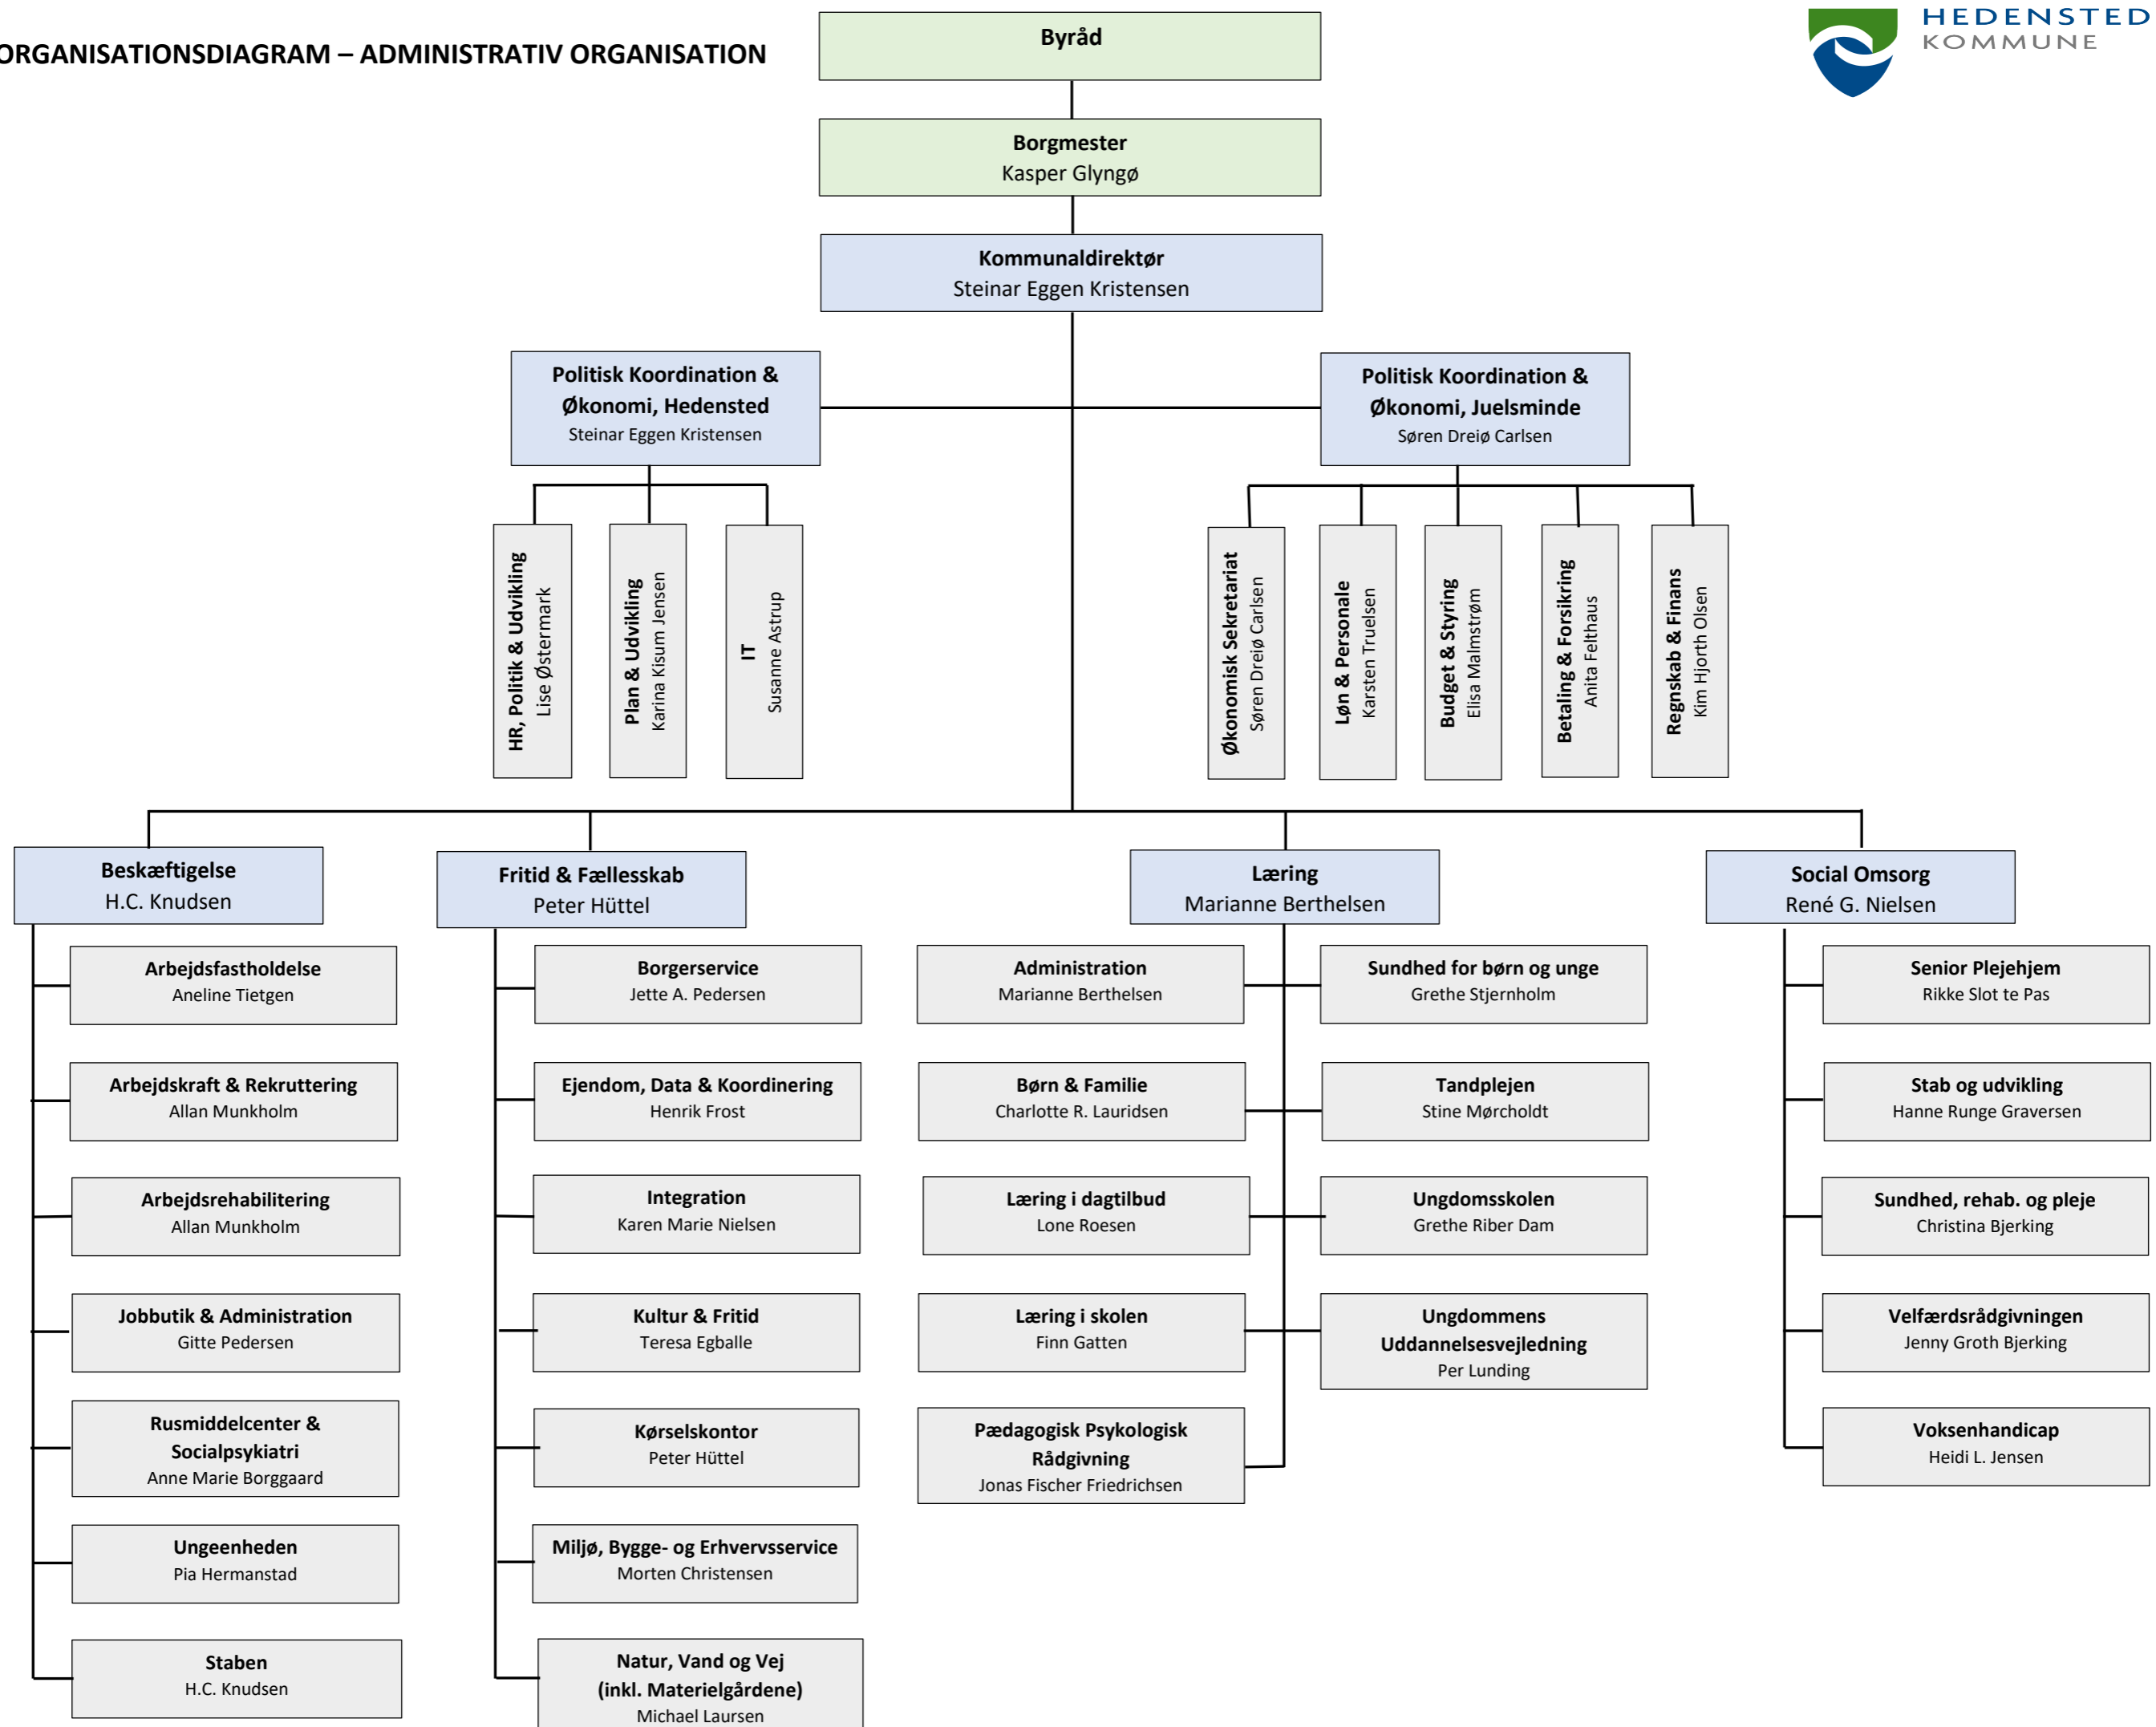 ORGANISATIONSDIAGRAM – ADMINISTRATIV ORGANISATION
HEDENSTED
KOMMUNE
Byråd
Borgmester
Kasper Glyngø
Kommunaldirektør
Steinar Eggen Kristensen
Politisk Koordination &
Økonomi, Hedensted
Steinar Eggen Kristensen
Politisk Koordination &
Økonomi, Juelsminde
Søren Dreiø Carlsen
HR, Politik & Udvikling
Lise Østermark
Plan & Udvikling
Karina Kisum Jensen
IT
Susanne Astrup
Økonomisk Sekretariat
Søren Dreiø Carlsen
Løn & Personale
Karsten Truelsen
Budget & Styring
Elisa Malmstrøm
Betaling & Forsikring
Anita Felthaus
Regnskab & Finans
Kim Hjorth Olsen
Beskæftigelse
H.C. Knudsen
Arbejdsfastholdelse
Aneline Tietgen
Arbejdskraft & Rekruttering
Allan Munkholm
Arbejdsrehabilitering
Allan Munkholm
Jobbutik & Administration
Gitte Pedersen
Rusmiddelcenter &
Socialpsykiatri
Anne Marie Borggaard
Ungeenheden
Pia Hermanstad
Staben
H.C. Knudsen
Fritid & Fællesskab
Peter Hüttel
Borgerservice
Jette A. Pedersen
Ejendom, Data & Koordinering
Henrik Frost
Integration
Karen Marie Nielsen
Kultur & Fritid
Teresa Egballe
Kørselskontor
Peter Hüttel
Miljø, Bygge- og Erhvervsservice
Morten Christensen
Natur, Vand og Vej
(inkl. Materielgårdene)
Michael Laursen
Læring
Marianne Berthelsen
Administration
Marianne Berthelsen
Børn & Familie
Charlotte R. Lauridsen
Læring i dagtilbud
Lone Roesen
Læring i skolen
Finn Gatten
Pædagogisk Psykologisk
Rådgivning
Jonas Fischer Friedrichsen
Sundhed for børn og unge
Grethe Stjernholm
Tandplejen
Stine Mørcholdt
Ungdomsskolen
Grethe Riber Dam
Ungdommens
Uddannelsesvejledning
Per Lunding
Social Omsorg
René G. Nielsen
Senior Plejehjem
Rikke Slot te Pas
Stab og udvikling
Hanne Runge Graversen
Sundhed, rehab. og pleje
Christina Bjerking
Velfærdsrådgivningen
Jenny Groth Bjerking
Voksenhandicap
Heidi L. Jensen